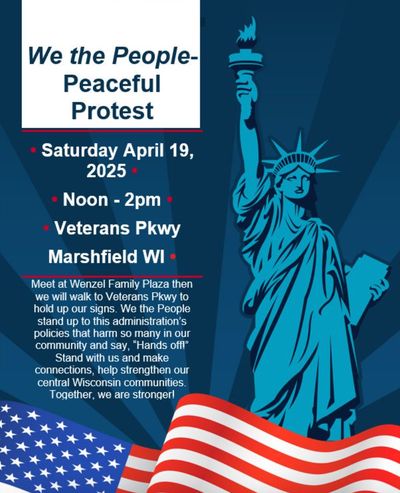 We the People-
Peaceful
Protest
• Saturday April 19,
2025 •
• Noon - 2pm •
• Veterans Pkwy
Marshfield WI •
Meet at Wenzel Family Plaza then
we will walk to Veterans Pkwy to
hold up our signs. We the People
stand up to this administration's
policies that harm so many in our
community and say, "Hands off!"
Stand with us and make
connections, help strengthen our
central Wisconsin communities.
Together, we are stronger!